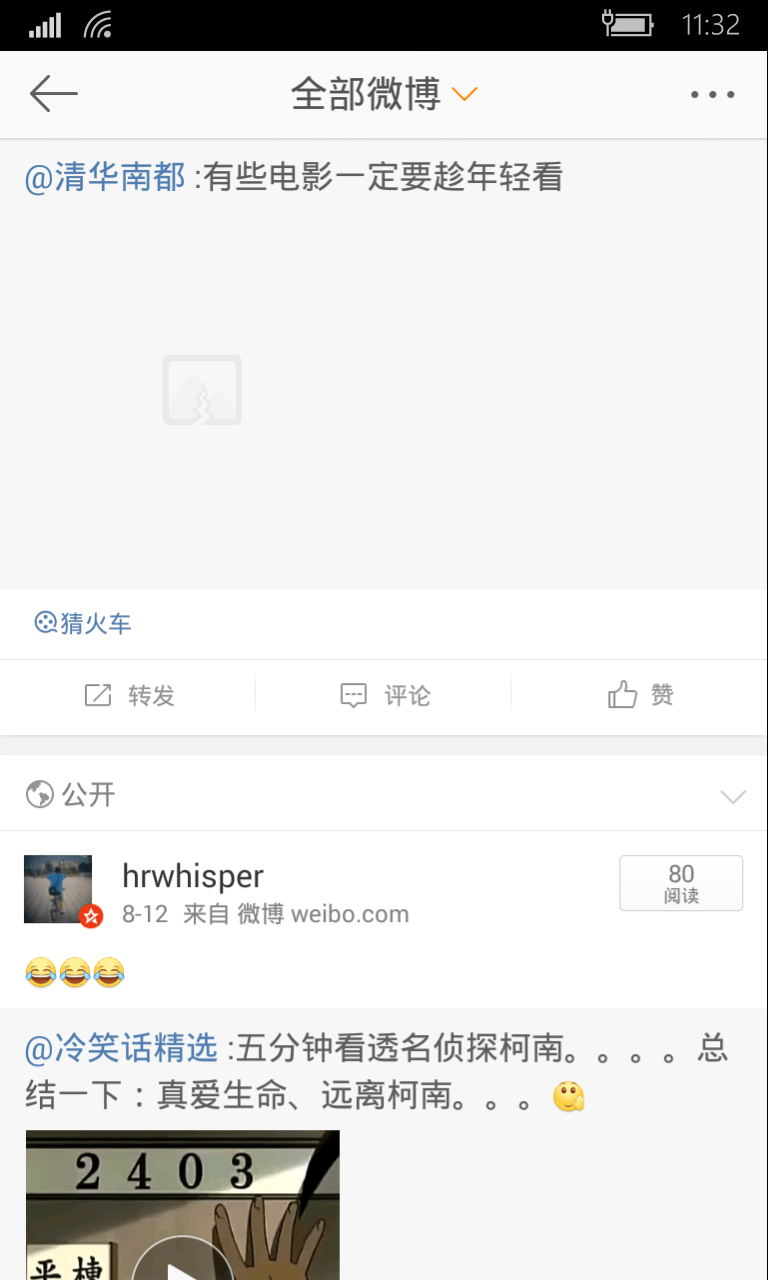 11:32
全部微博
@清华南都 :有些电影一定要趁年轻看
猜火车
转发 评论 赞
公开
hrwhisper
80
8-12 来自 微博 weibo.com
阅读
@冷笑话精选 :五分钟看透名侦探柯南。。。。总
结一下：真爱生命、远离柯南。。。
2403
平棟